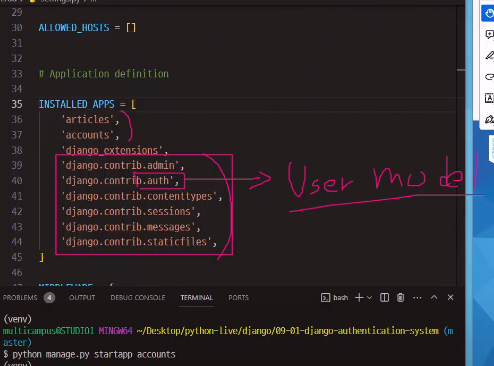 29
30 ALLOWED_HOSTS = []
31
32
33 # Application definition
34
35 INSTALLED_APPS = [
36 'articles',
37 'accounts',
38 'django_extensions',
39 'django.contrib.admin',
40 'django.contrib.auth',
41 'django.contrib.contenttypes',
42 'django.contrib.sessions',
43 'django.contrib.messages',
44 'django.contrib.staticfiles',
45 ]
46
User model
PROBLEMS 4 OUTPUT DEBUG CONSOLE TERMINAL PORTS bash
(venv)
multicampus@STUDIO1 MINGW64 ~/Desktop/python-live/django/09-01-django-authentication-system (m
aster)
$ python manage.py startapp accounts
(venv)